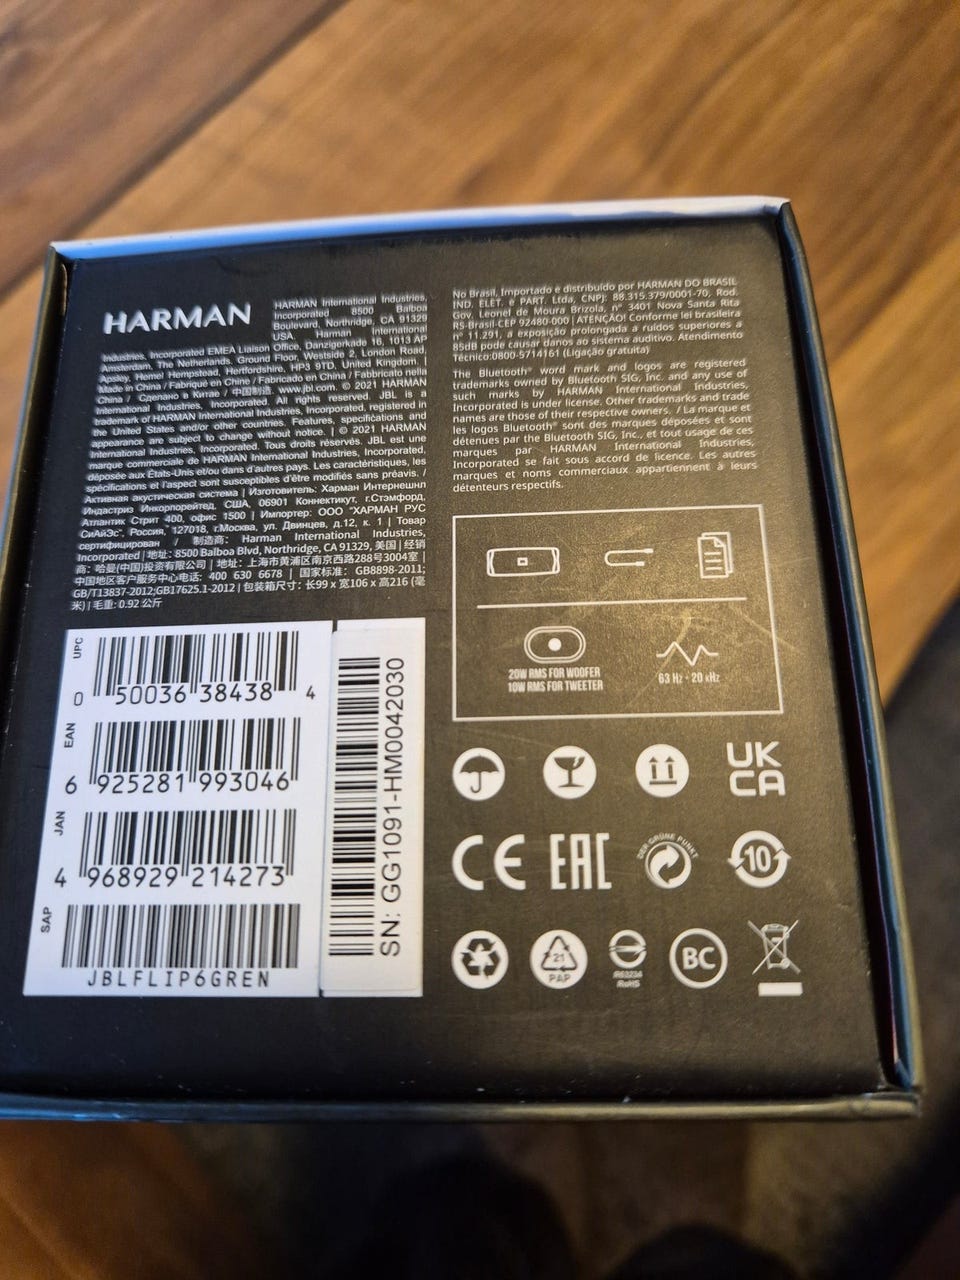 HARMAN
HARMAN International Industries,
Incorporated 8500 Balboa
Boulevard, Northridge, CA 91329
USA Harman International
Industries, Incorporated EMEA Liaison Office, Danzigerkade 16, 1013 AP
Amsterdam, The Netherlands. Ground Floor, Westside 2, London Road,
Apsley, Hemel Hempstead, Hertfordshire, HP3 9TD, United Kingdom. |
Made in China / Fabriqué en Chine / Fabricado en China / Fabbricato nella
China / Сделано в Китае / 中国制造 www.jbl.com. © 2021 HARMAN
International Industries, Incorporated. All rights reserved. JBL is a
trademark of HARMAN International Industries, Incorporated, registered in
the United States and/or other countries. Features, specifications and
appearance are subject to change without notice. | © 2021 HARMAN
International Industries, Incorporated. Tous droits réservés. JBL est une
marque commerciale de HARMAN International Industries, Incorporated,
déposée aux États-Unis et/ou dans d'autres pays. Les caractéristiques, les
spécifications et l'aspect sont susceptibles d'être modifiés sans préavis. /
Активная акустическая система | Изготовитель: Харман Интернешнл
Индастриз Инкорпорейтед, США, 06901 Коннектикут, г.Стэмфорд,
Атлантик Стрит 400, офис 1500 | Импортер: ООО "ХАРМАН РУС
СиАйЭс", Россия, 127018, г.Москва, ул. Двинцев, д.12, к. 1 | Товар
сертифицирован / 制造商: Harman International Industries,
Incorporated | 地址: 8500 Balboa Blvd, Northridge, CA 91329, 美国 | 经销
商: 哈曼(中国)投资有限公司 | 地址: 上海市黄浦区南京西路288号3004室 |
中国地区客户服务中心电话: 400 630 6678 | 国家标准: GB8898-2011;
GB/T13837-2012;GB17625.1-2012 | 包装箱尺寸: 长99 x 宽106 x 高216 (毫
米) | 毛重: 0.92 公斤
No Brasil, Importado e distribuído por HARMAN DO BRASIL
IND. ELET. e PART. Ltda, CNPJ: 88.315.379/0001-70, Rod.
Gov. Leonel de Moura Brizola, n° 3401 Nova Santa Rita
RS-Brasil-CEP 92480-000 | ATENÇÃO! Conforme lei brasileira
n° 11.291, a exposição prolongada a ruídos superiores a
85dB pode causar danos ao sistema auditivo. Atendimento
Técnico:0800-5714161 (Ligação gratuita)
The Bluetooth® word mark and logos are registered
trademarks owned by Bluetooth SIG, Inc. and any use of
such marks by HARMAN International Industries,
Incorporated is under license. Other trademarks and trade
names are those of their respective owners. / La marque et
les logos Bluetooth® sont des marques déposées et sont
détenues par the Bluetooth SIG, Inc., et tout usage de ces
marques par HARMAN International Industries,
Incorporated se fait sous accord de licence. Les autres
marques et noms commerciaux appartiennent à leurs
détenteurs respectifs.
20W RMS FOR WOOFER
10W RMS FOR TWEETER
63 Hz - 20 kHz
UPC
0 50036 38438 4
EAN
6 925281 993046
JAN
4 968929 214273
SAP
JBLFLIP6GREN
SN: GG1091-HM0042030
UK
CA
CE
EAC
DER GRÜNE PUNKT
10
21
PAP
R63234
RoHS
BC